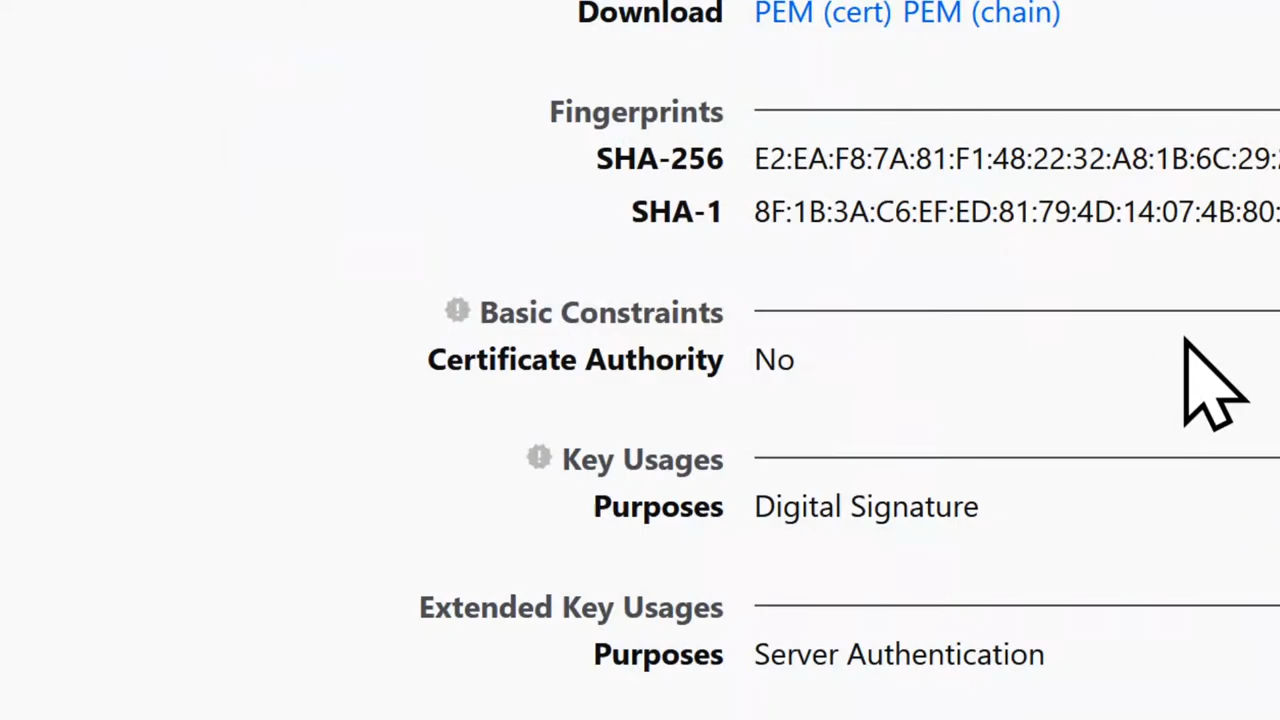 Download PEM (cert) PEM (chain)
Fingerprints
SHA-256 E2:EA:F8:7A:81:F1:48:22:32:A8:1B:6C:29:
SHA-1 8F:1B:3A:C6:EF:ED:81:79:4D:14:07:4B:80:
Basic Constraints
Certificate Authority No
Key Usages
Purposes Digital Signature
Extended Key Usages
Purposes Server Authentication